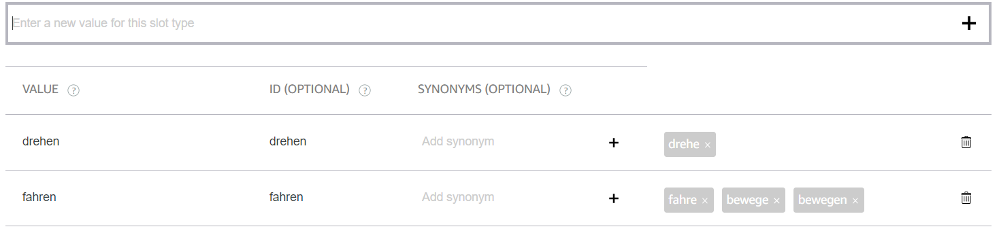 Enter a new value for this slot type +
VALUE ? ID (OPTIONAL) ? SYNONYMS (OPTIONAL) ?
drehen drehen Add synonym + drehe ×
fahren fahren Add synonym + fahre × bewege × bewegen ×